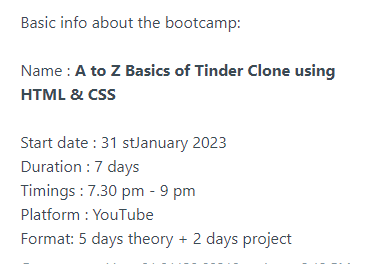 Basic info about the bootcamp:
Name : A to Z Basics of Tinder Clone using
HTML & CSS
Start date : 31 stJanuary 2023
Duration : 7 days
Timings : 7.30 pm - 9 pm
Platform : YouTube
Format: 5 days theory + 2 days project